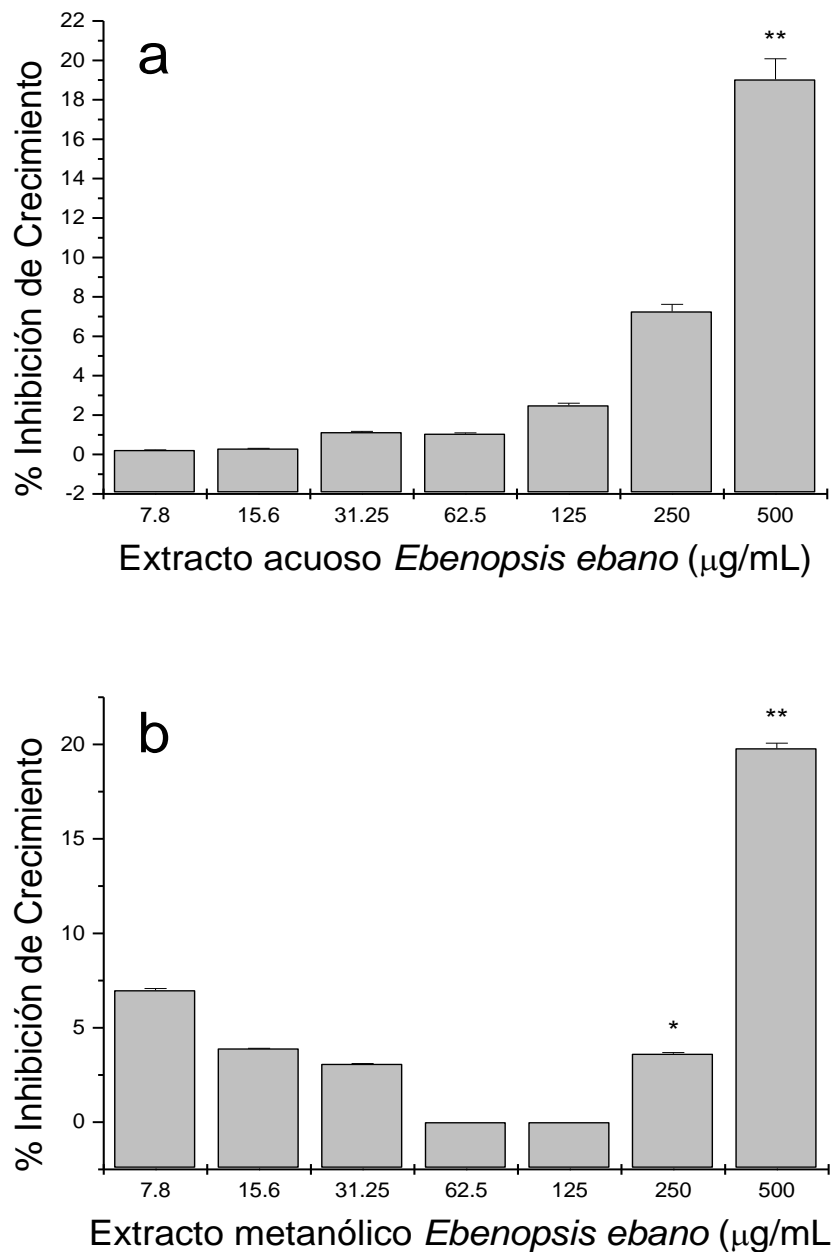 a
**
22
20
18
16
14
12
10
8
6
4
2
0
-2
% Inhibición de Crecimiento
7.8 15.6 31.25 62.5 125 250 500
Extracto acuoso Ebenopsis ebano (μg/mL)
b
**
*
20
15
10
5
0
% Inhibición de Crecimiento
7.8 15.6 31.25 62.5 125 250 500
Extracto metanólico Ebenopsis ebano (μg/mL